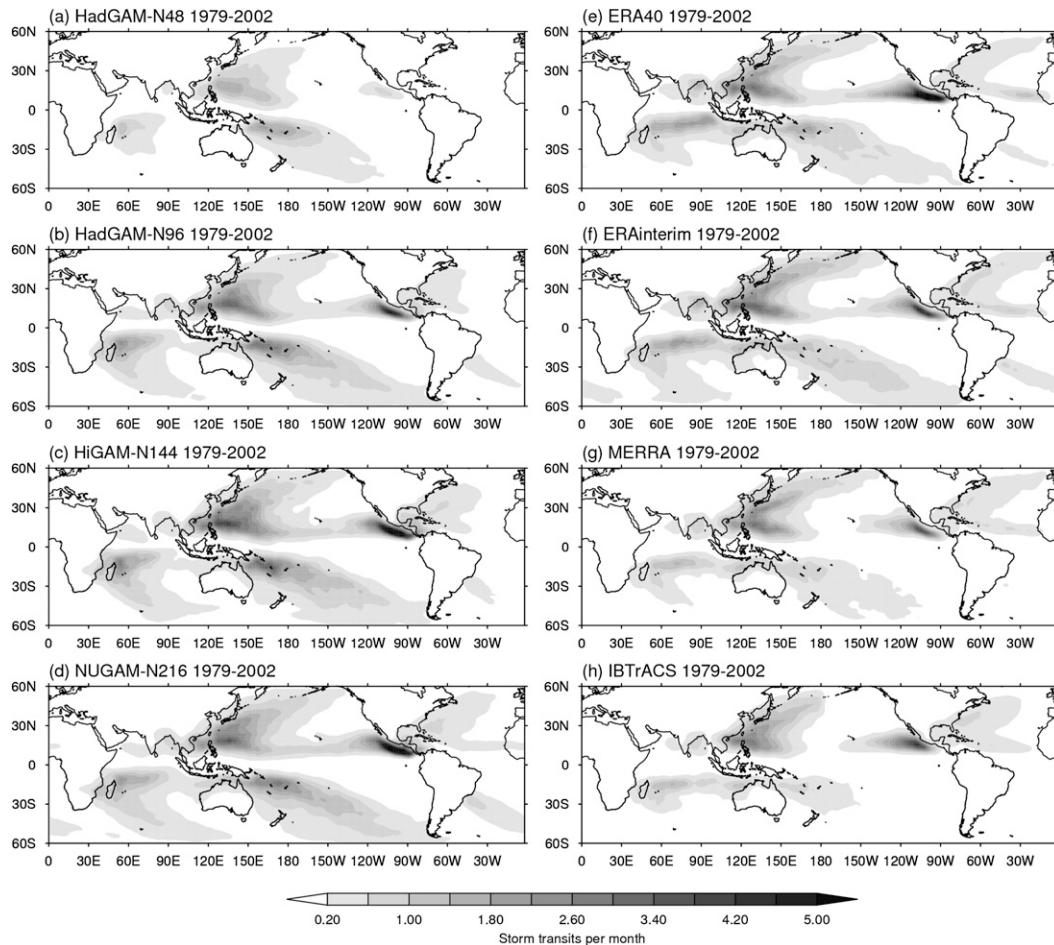 (a) HadGAM-N48 1979-2002
60N
30N
0
30S
60S
0 30E 60E 90E 120E 150E 180 150W 120W 90W 60W 30W
(b) HadGAM-N96 1979-2002
60N
30N
0
30S
60S
0 30E 60E 90E 120E 150E 180 150W 120W 90W 60W 30W
(c) HiGAM-N144 1979-2002
60N
30N
0
30S
60S
0 30E 60E 90E 120E 150E 180 150W 120W 90W 60W 30W
(d) NUGAM-N216 1979-2002
60N
30N
0
30S
60S
0 30E 60E 90E 120E 150E 180 150W 120W 90W 60W 30W
(e) ERA40 1979-2002
60N
30N
0
30S
60S
0 30E 60E 90E 120E 150E 180 150W 120W 90W 60W 30W
(f) ERAinterim 1979-2002
60N
30N
0
30S
60S
0 30E 60E 90E 120E 150E 180 150W 120W 90W 60W 30W
(g) MERRA 1979-2002
60N
30N
0
30S
60S
0 30E 60E 90E 120E 150E 180 150W 120W 90W 60W 30W
(h) IBTrACS 1979-2002
60N
30N
0
30S
60S
0 30E 60E 90E 120E 150E 180 150W 120W 90W 60W 30W
0.20 1.00 1.80 2.60 3.40 4.20 5.00
Storm transits per month